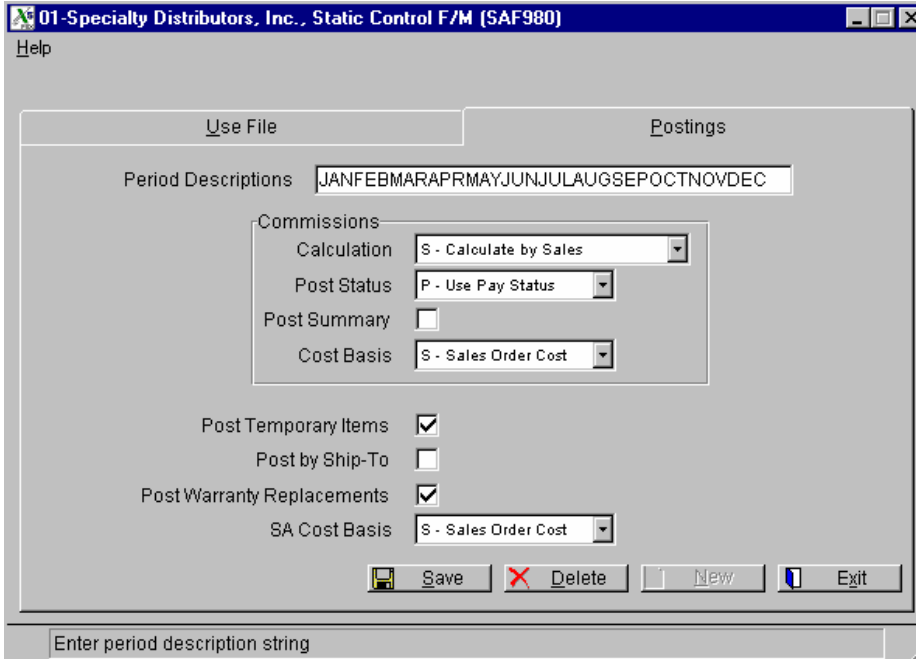 01-Specialty Distributors, Inc., Static Control F/M (SAF980)
Help
Use File Postings
Period Descriptions JANFEBMARAPRMAYJUNJULAUGSEPOCTNOVDEC
Commissions
Calculation S - Calculate by Sales
Post Status P - Use Pay Status
Post Summary
Cost Basis S - Sales Order Cost
Post Temporary Items
Post by Ship-To
Post Warranty Replacements
SA Cost Basis S - Sales Order Cost
Save Delete New Exit
Enter period description string